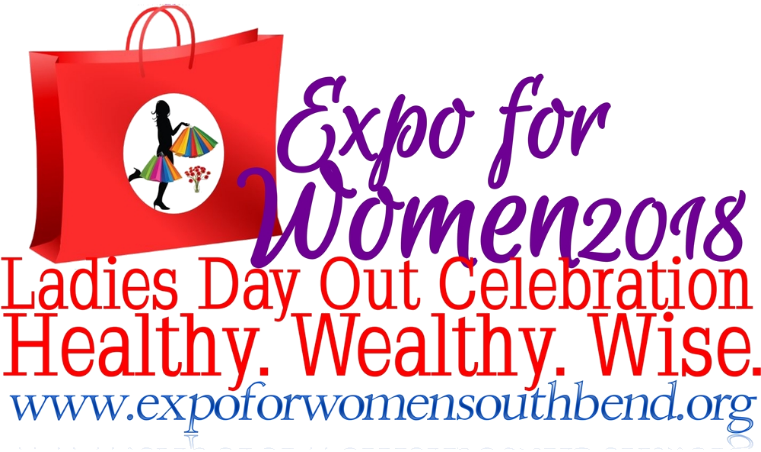 Expo for
Women2018
Ladies Day Out Celebration
Healthy. Wealthy. Wise.
www.expoforwomensouthbend.org